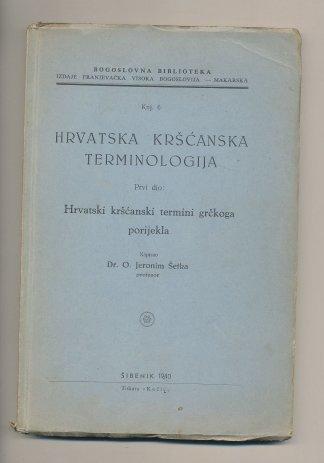 BOGOSLOVNA BIBLIOTEKA
IZDAJE FRANJEVAČKA VISOKA BOGOSLOVIJA — MAKARSKA
Knj. 6
HRVATSKA KRŠĆANSKA
TERMINOLOGIJA
Prvi dio:
Hrvatski kršćanski termini grčkoga
porijekla
Napisao
Dr. O. Jeronim Šetka
profesor
ŠIBENIK 1940
Tiskara «Kačić»